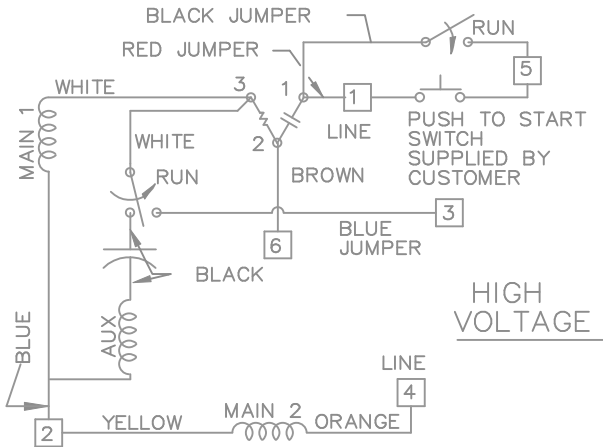 BLACK JUMPER
RUN
RED JUMPER
5
WHITE
3
1
1
MAIN 1
LINE
PUSH TO START
SWITCH
SUPPLIED BY
CUSTOMER
WHITE
2
RUN
BROWN
3
BLUE
JUMPER
6
BLACK
HIGH
VOLTAGE
AUX
BLUE
LINE
4
2
YELLOW
MAIN 2
ORANGE